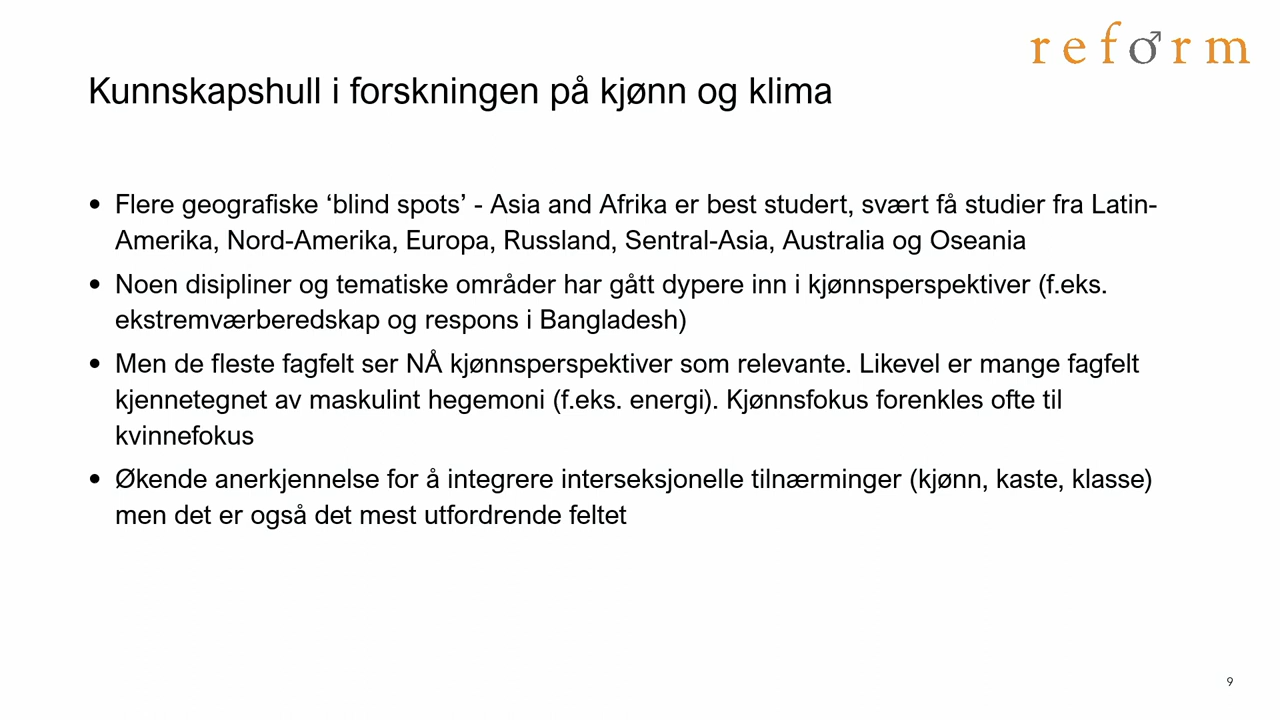 reform
Kunnskapshull i forskningen på kjønn og klima
• Flere geografiske ‘blind spots’ - Asia and Afrika er best studert, svært få studier fra Latin-
Amerika, Nord-Amerika, Europa, Russland, Sentral-Asia, Australia og Oseania
• Noen disipliner og tematiske områder har gått dypere inn i kjønnsperspektiver (f.eks.
ekstremværberedskap og respons i Bangladesh)
• Men de fleste fagfelt ser NÅ kjønnsperspektiver som relevante. Likevel er mange fagfelt
kjennetegnet av maskulint hegemoni (f.eks. energi). Kjønnsfokus forenkles ofte til
kvinnefokus
• Økende anerkjennelse for å integrere interseksjonelle tilnærminger (kjønn, kaste, klasse)
men det er også det mest utfordrende feltet
9